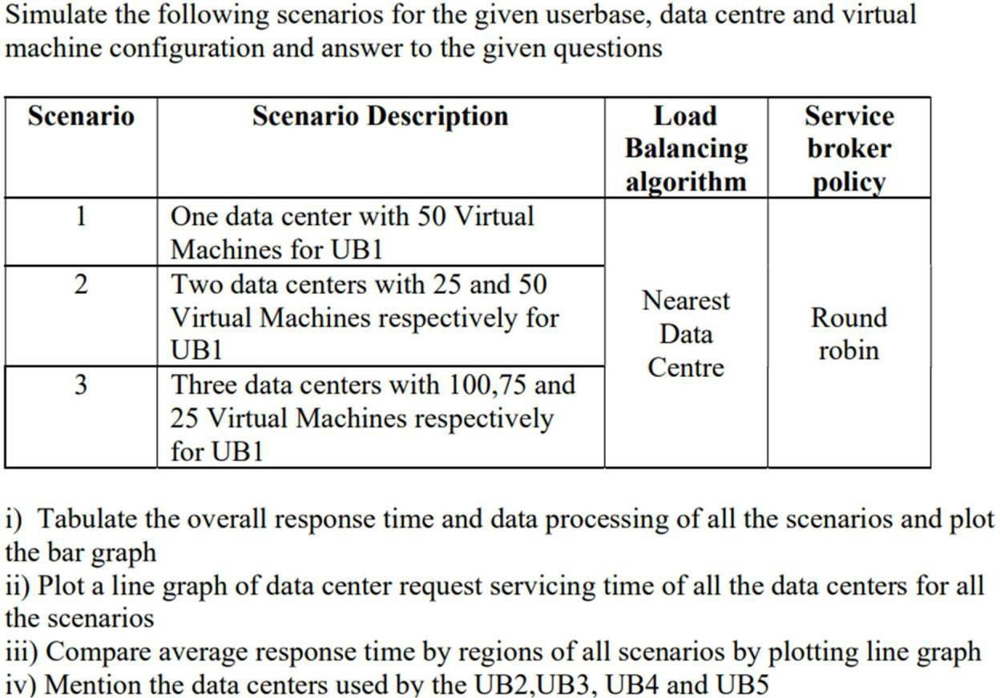 Simulate the following scenarios for the given userbase, data centre and virtual
machine configuration and answer to the given questions
Scenario
Scenario Description
Load
Balancing
algorithm
Service
broker
policy
1
One data center with 50 Virtual
Machines for UB1
2
Two data centers with 25 and 50
Virtual Machines respectively for
UB1
3
Three data centers with 100,75 and
25 Virtual Machines respectively
for UB1
Nearest
Data
Centre
Round
robin
i) Tabulate the overall response time and data processing of all the scenarios and plot
the bar graph
ii) Plot a line graph of data center request servicing time of all the data centers for all
the scenarios
iii) Compare average response time by regions of all scenarios by plotting line graph
iv) Mention the data centers used by the UB2,UB3, UB4 and UB5